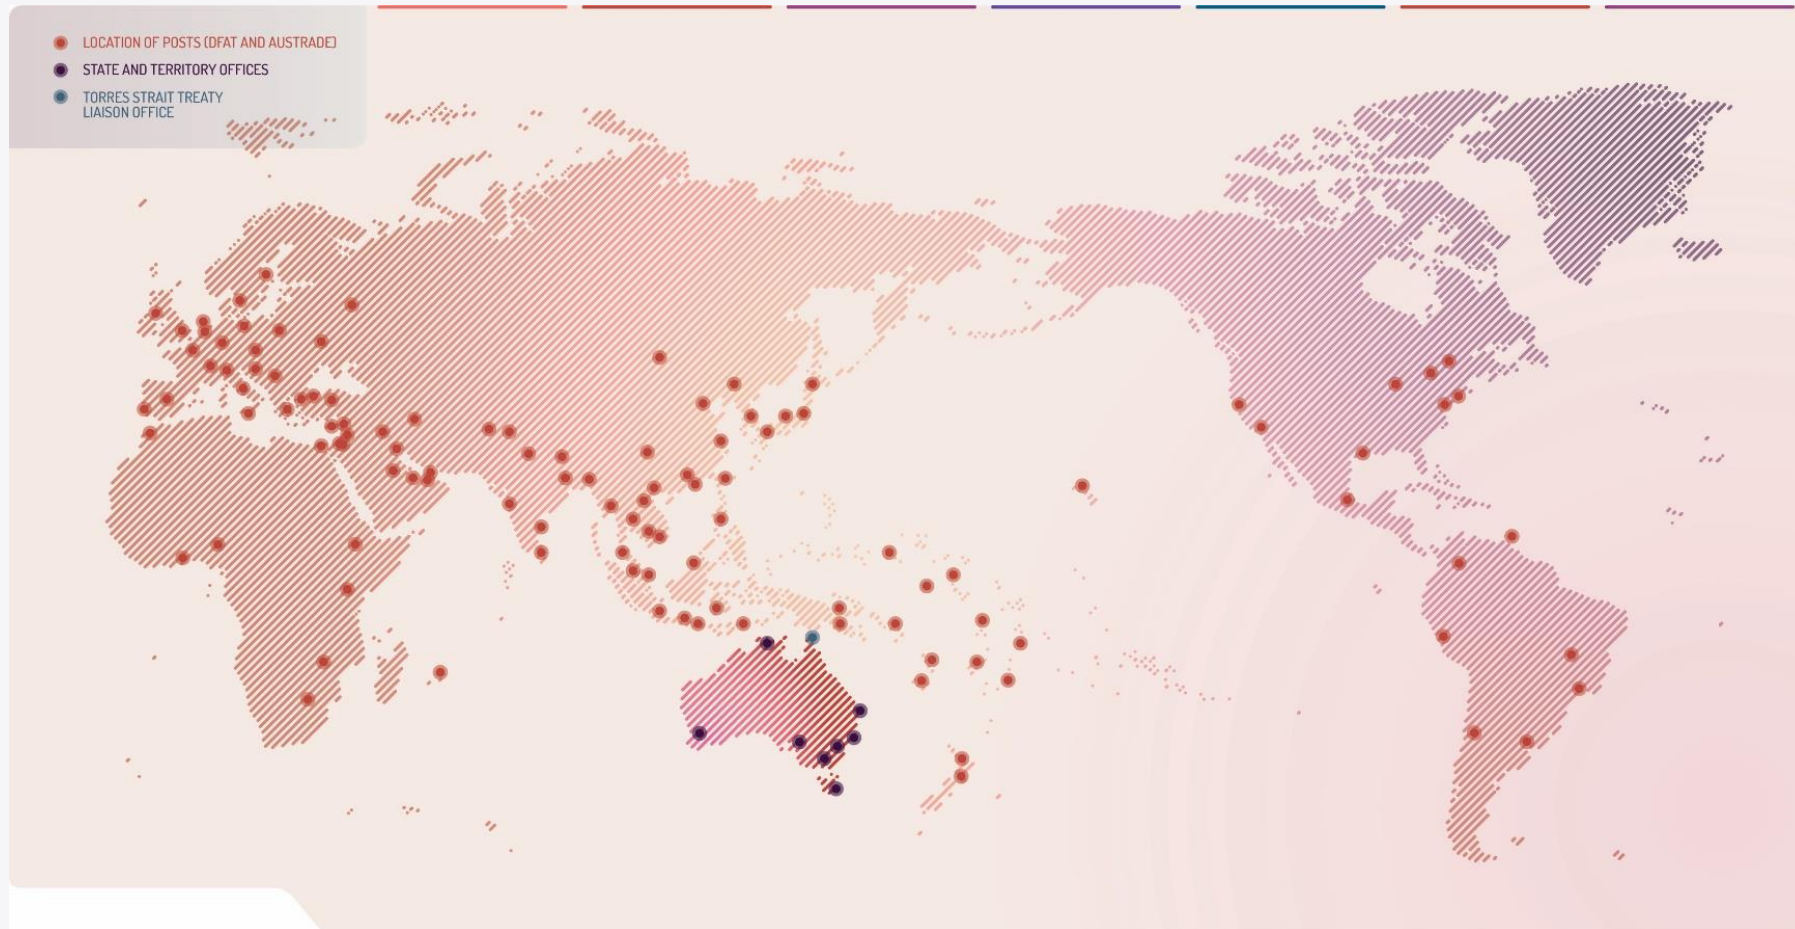 LOCATION OF POSTS (DFAT AND AUSTRADE)
STATE AND TERRITORY OFFICES
TORRES STRAIT TREATY
LIAISON OFFICE